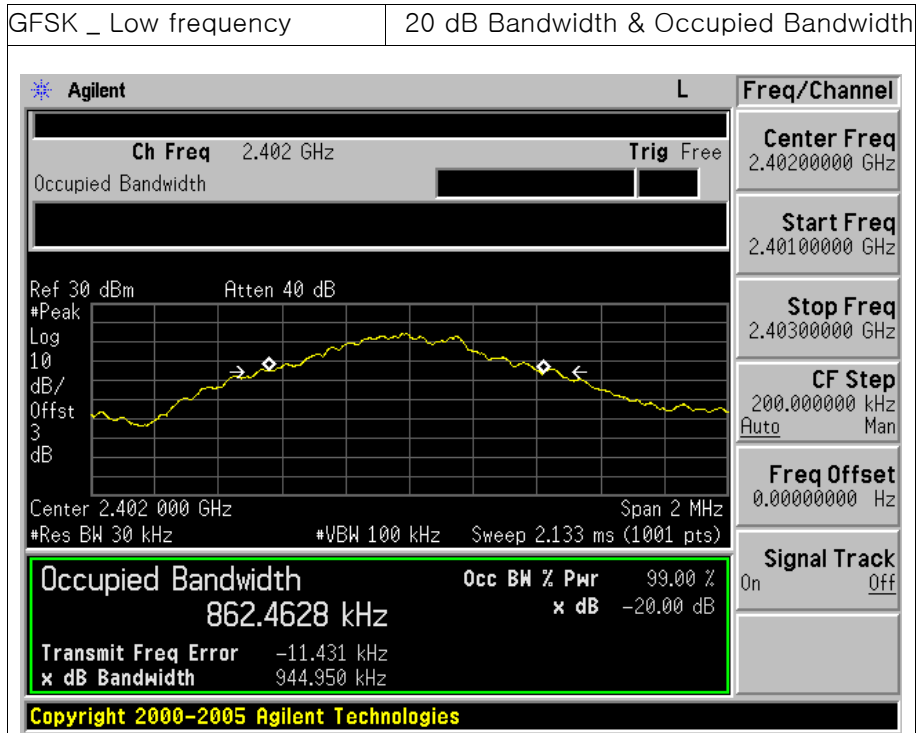 GFSK _ Low frequency
20 dB Bandwidth & Occupied Bandwidth
Agilent
L
Freq/Channel
Ch Freq 2.402 GHz
Trig Free
Occupied Bandwidth
Center Freq
2.40200000 GHz
Start Freq
2.40100000 GHz
Stop Freq
2.40300000 GHz
CF Step
200.000000 kHz
Auto Man
Freq Offset
0.00000000 Hz
Signal Track
On Off
Ref 30 dBm
Atten 40 dB
#Peak
Log
10
dB/
Offst
3
dB
Center 2.402 000 GHz
Span 2 MHz
#Res BW 30 kHz
#VBW 100 kHz
Sweep 2.133 ms (1001 pts)
Occupied Bandwidth
862.4628 kHz
Occ BW % Pwr 99.00 %
x dB -20.00 dB
Transmit Freq Error -11.431 kHz
x dB Bandwidth 944.950 kHz
Copyright 2000-2005 Agilent Technologies